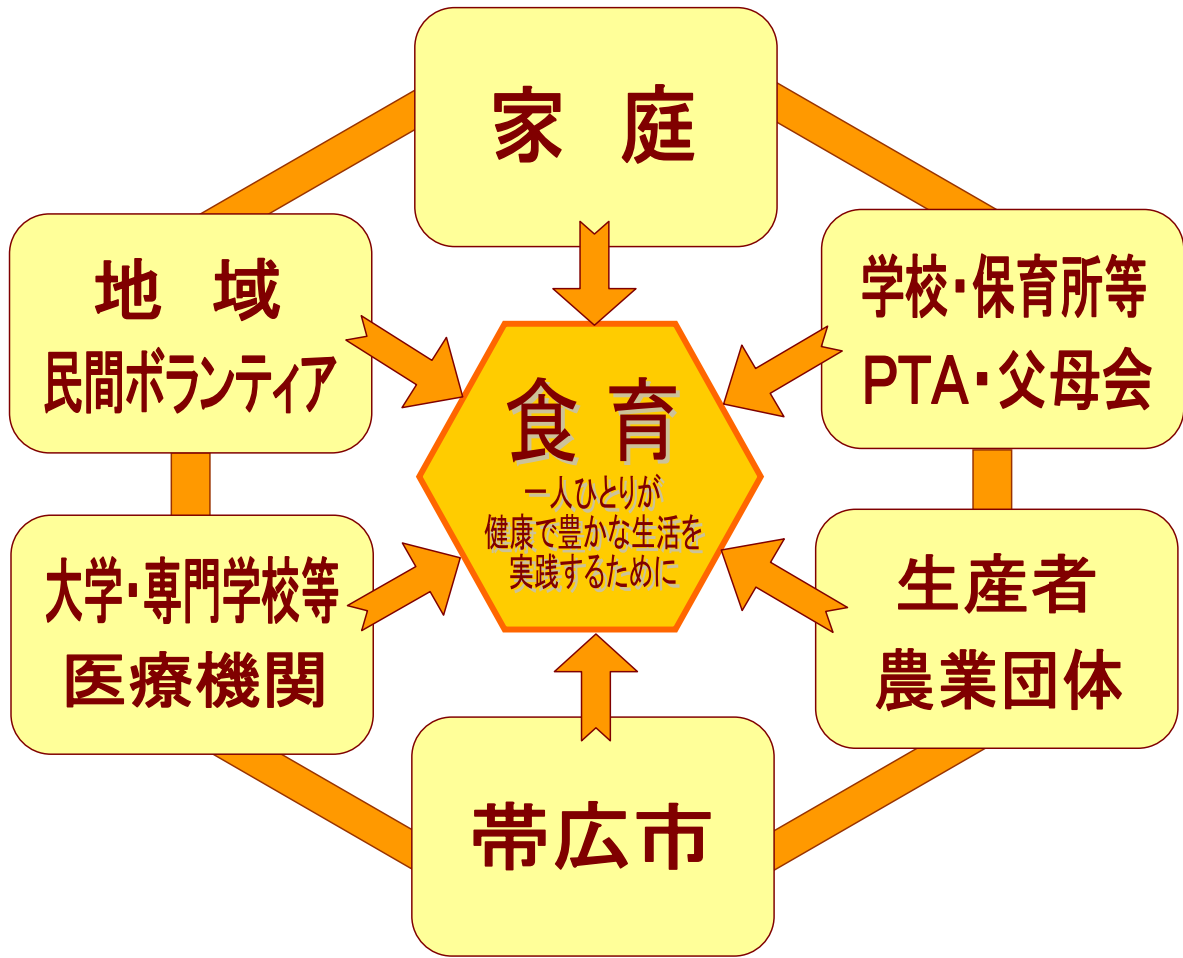 家　庭
地　域
民間ボランティア
学校・保育所等
PTA・父母会
食 育
一人ひとりが
健康で豊かな生活を
実践するために
大学・専門学校等
医療機関
生産者
農業団体
帯広市